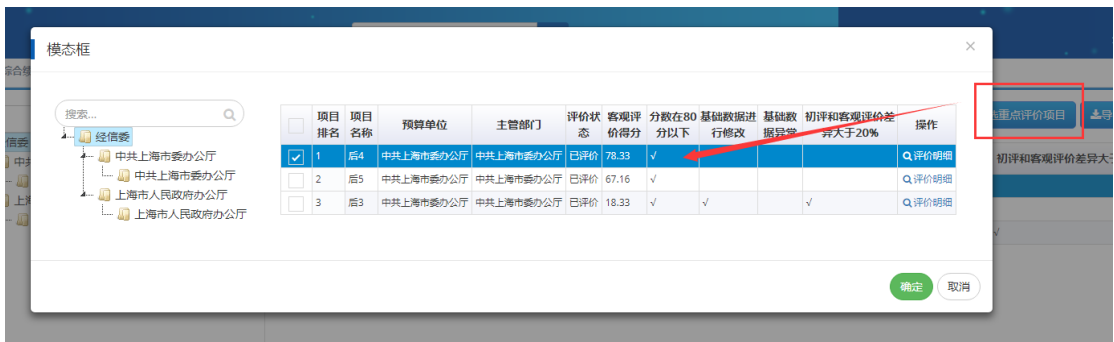 模态框
×
综合绩
搜索...
经信委
中共上海市委办公厅
中共上海市委办公厅
上海市人民政府办公厅
上海市人民政府办公厅
项目排名 项目名称 预算单位 主管部门 评价状态 客观评价得分 分数在80分以下 基础数据进行修改 基础数据异常 初评和客观评价差异大于20% 操作
1 后4 中共上海市委办公厅 中共上海市委办公厅 已评价 78.33 √ 评价明细
2 后5 中共上海市委办公厅 中共上海市委办公厅 已评价 67.16 √ 评价明细
3 后3 中共上海市委办公厅 中共上海市委办公厅 已评价 18.33 √ √ √ 评价明细
确定 取消
重点评价项目 导
初评和客观评价差异大于
√
信委
中共
上海